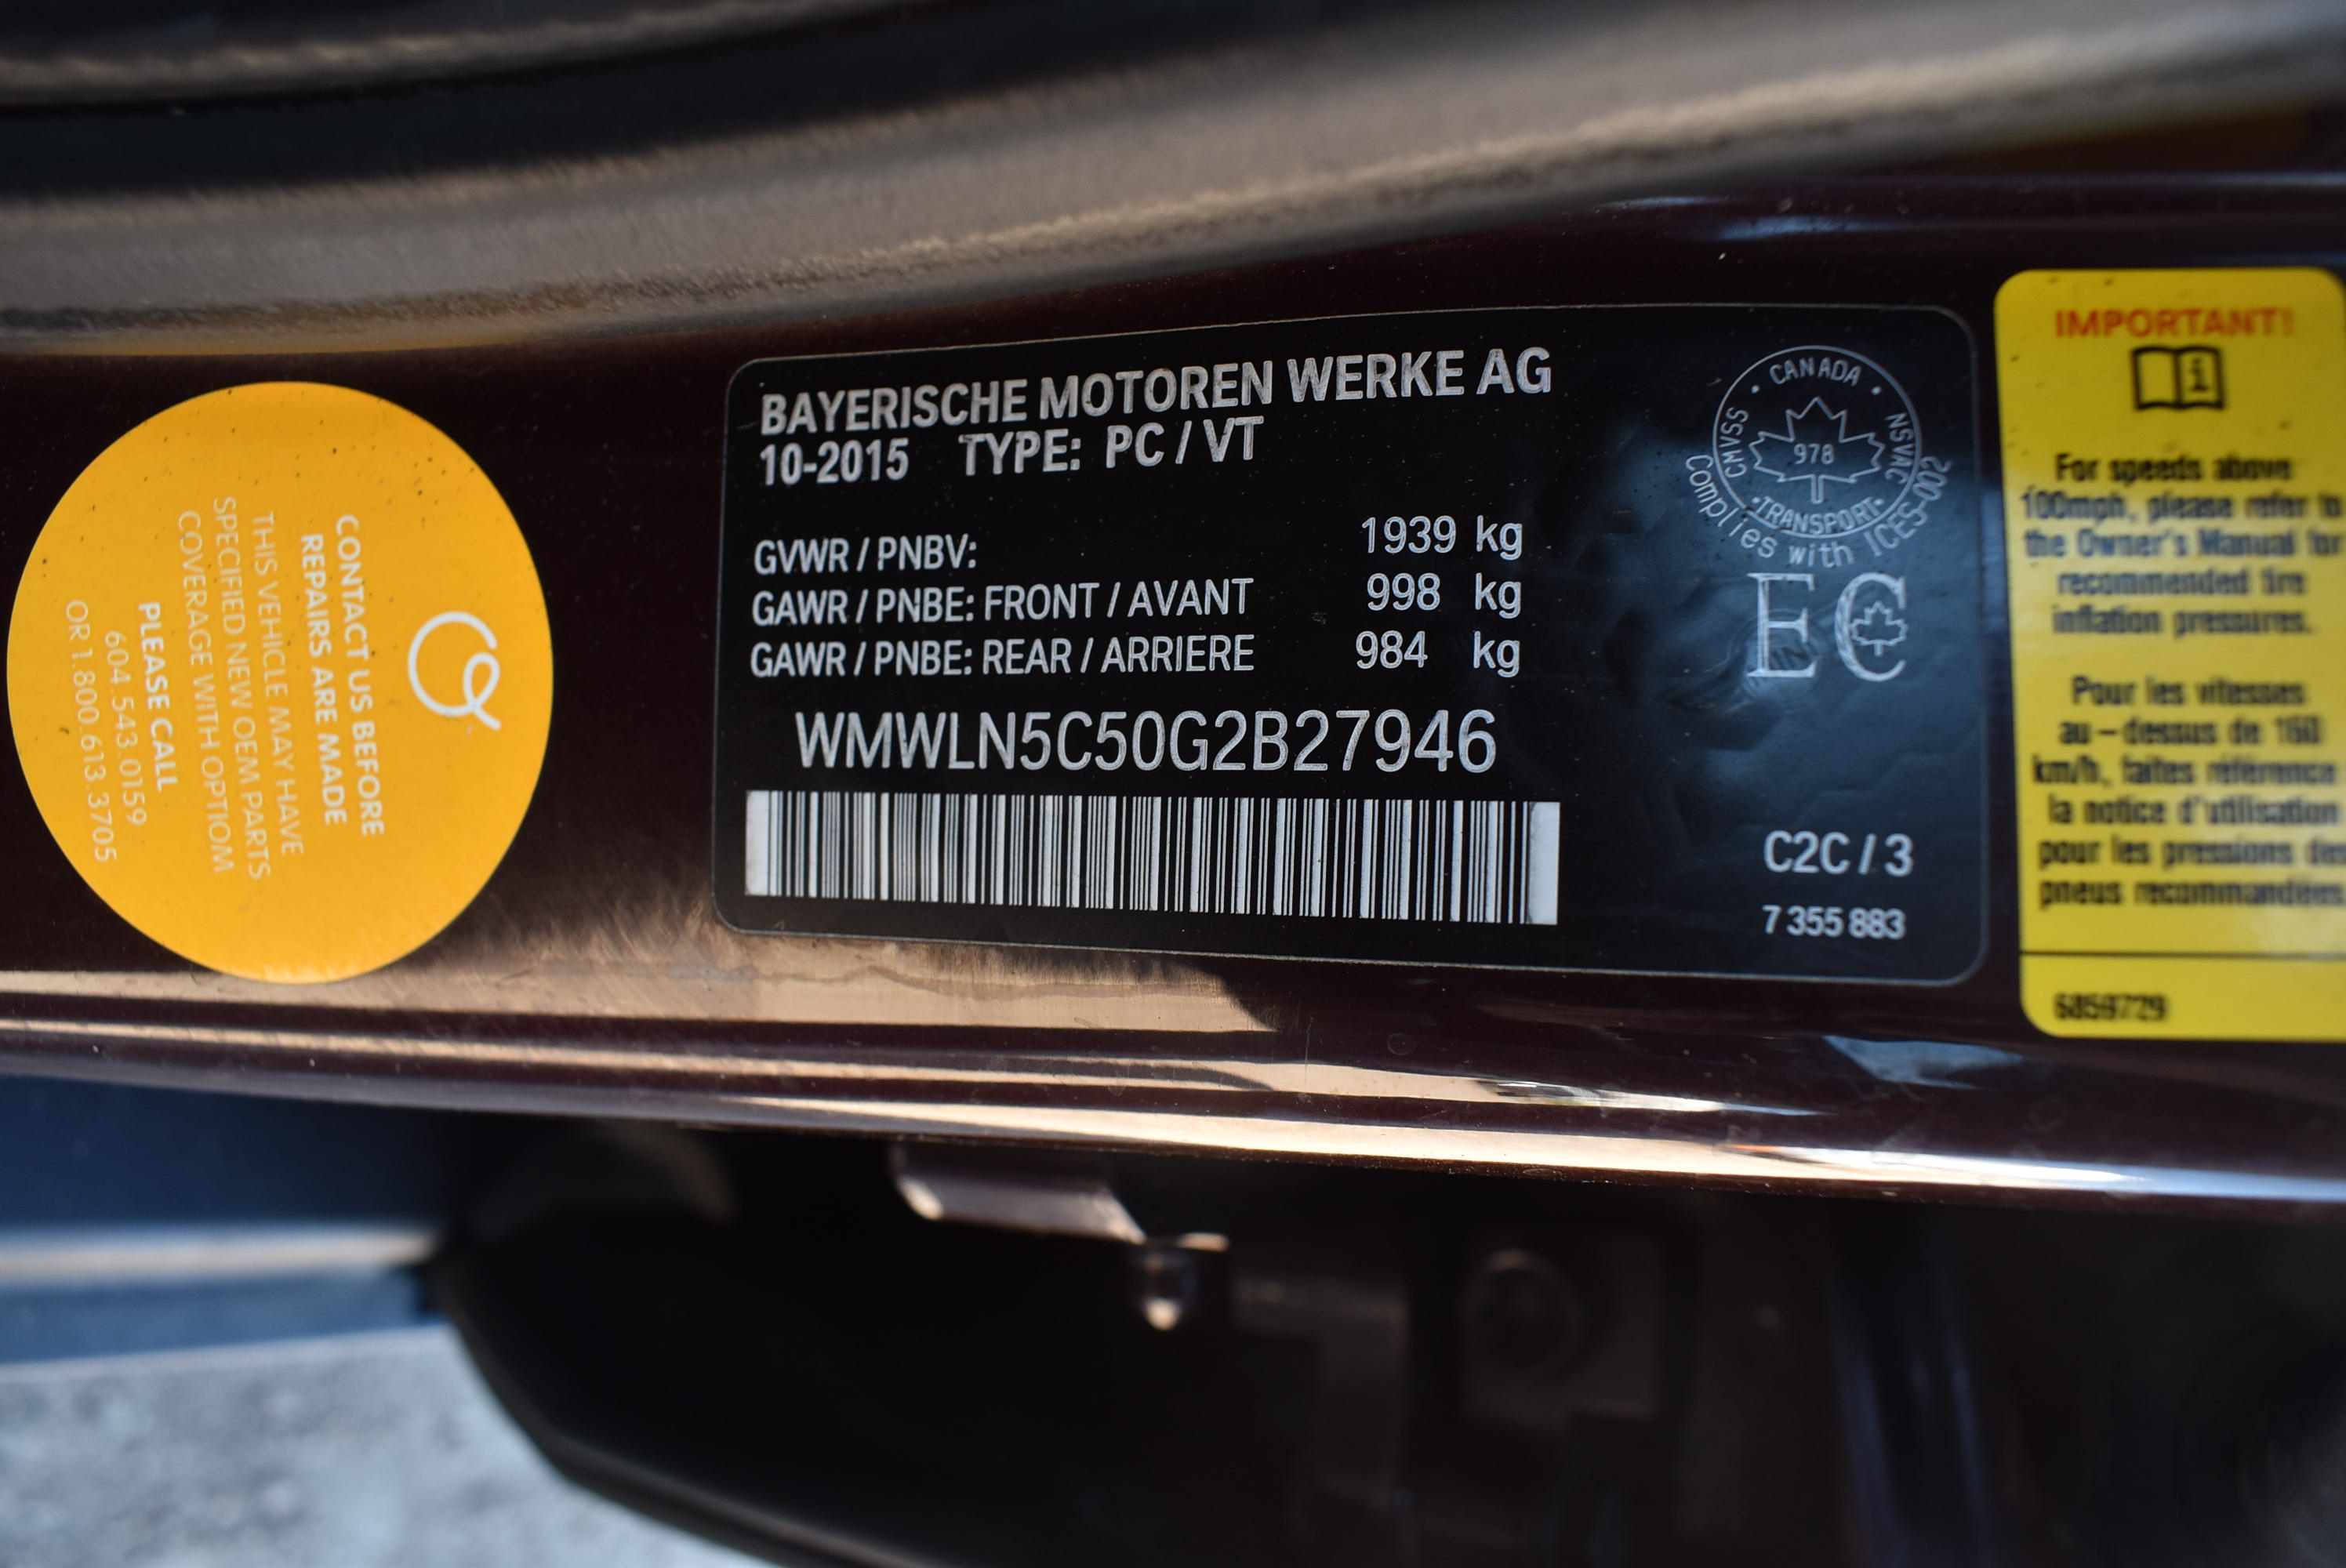 CONTACT US BEFORE
REPAIRS ARE MADE
THIS VEHICLE MAY HAVE
SPECIFIED NEW OEM PARTS
COVERAGE WITH OPTIOM
PLEASE CALL
604.543.0159
OR 1.800.613.3705
BAYERISCHE MOTOREN WERKE AG
10-2015 TYPE: PC / VT
GVWR / PNBV: 1939 kg
GAWR / PNBE: FRONT / AVANT 998 kg
GAWR / PNBE: REAR / ARRIERE 984 kg
WMWLN5C50G2B27946
CANADA
CMVSS
NSVAC
978
TRANSPORT
Complies with ICES-002
EC
C2C / 3
7 355 883
IMPORTANT!
i
For speeds above
100mph, please refer to
the Owner's Manual for
recommended tire
inflation pressures.
Pour les vitesses
au-dessus de 160
km/h, faites référence
la notice d'utilisation
pour les pressions des
pneus recommandées
6859729